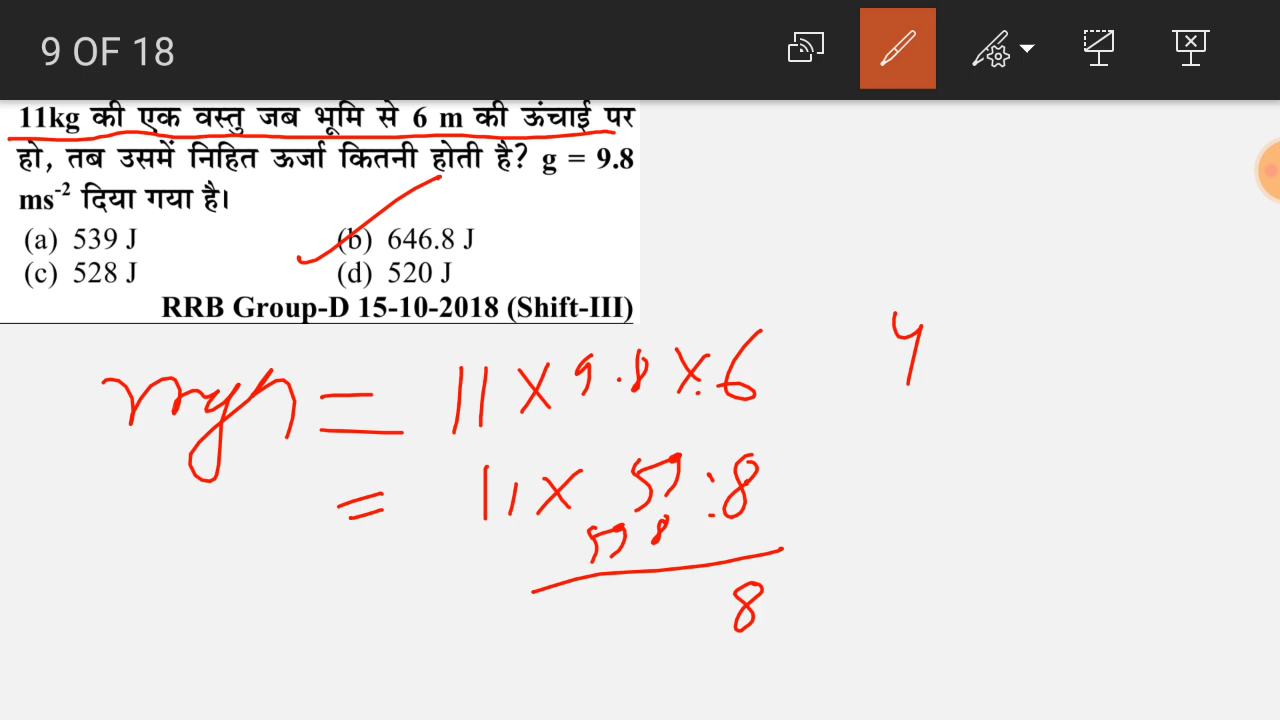 9 OF 18
11kg की एक वस्तु जब भूमि से 6 m की ऊंचाई पर
हो, तब उसमें निहित ऊर्जा कितनी होती है? g = 9.8
ms⁻² दिया गया है।
(a) 539 J (b) 646.8 J
(c) 528 J (d) 520 J
RRB Group-D 15-10-2018 (Shift-III)
mgh = 11 × 9.8 × 6
= 11 × 8
8